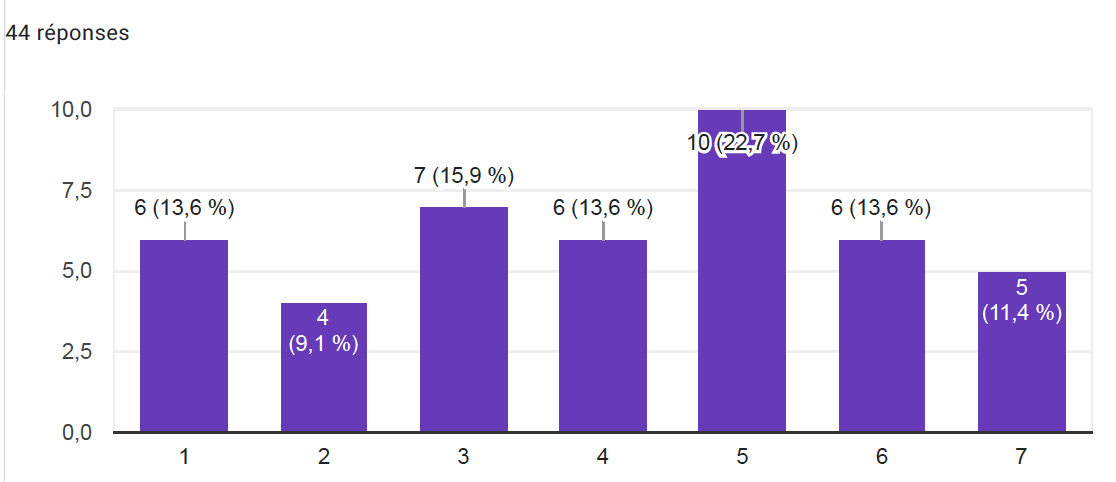 44 réponses
10,0
7,5
5,0
2,5
0,0
6 (13,6 %)
4
(9,1 %)
7 (15,9 %)
6 (13,6 %)
10 (22,7 %)
6 (13,6 %)
5
(11,4 %)
1 2 3 4 5 6 7